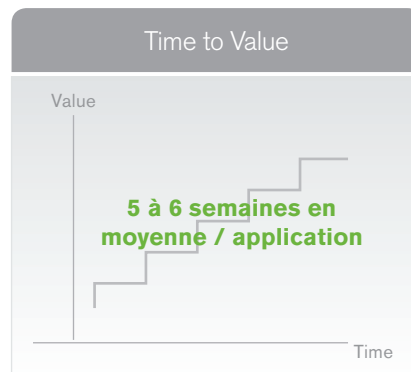 Time to Value
Value
5 à 6 semaines en
moyenne / application
Time